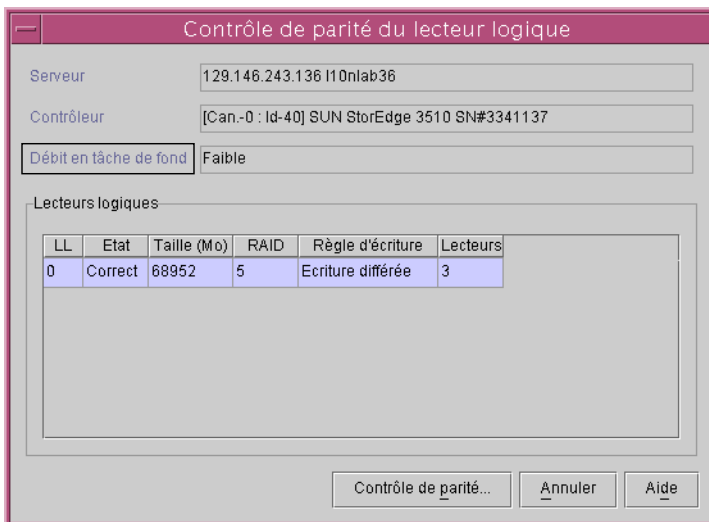 Contrôle de parité du lecteur logique
Serveur 129.146.243.136 l10nlab36
Contrôleur [Can.-0 : Id-40] SUN StorEdge 3510 SN#3341137
Débit en tâche de fond Faible
Lecteurs logiques
LL Etat Taille (Mo) RAID Règle d'écriture Lecteurs
0 Correct 68952 5 Ecriture différée 3
Contrôle de parité... Annuler Aide